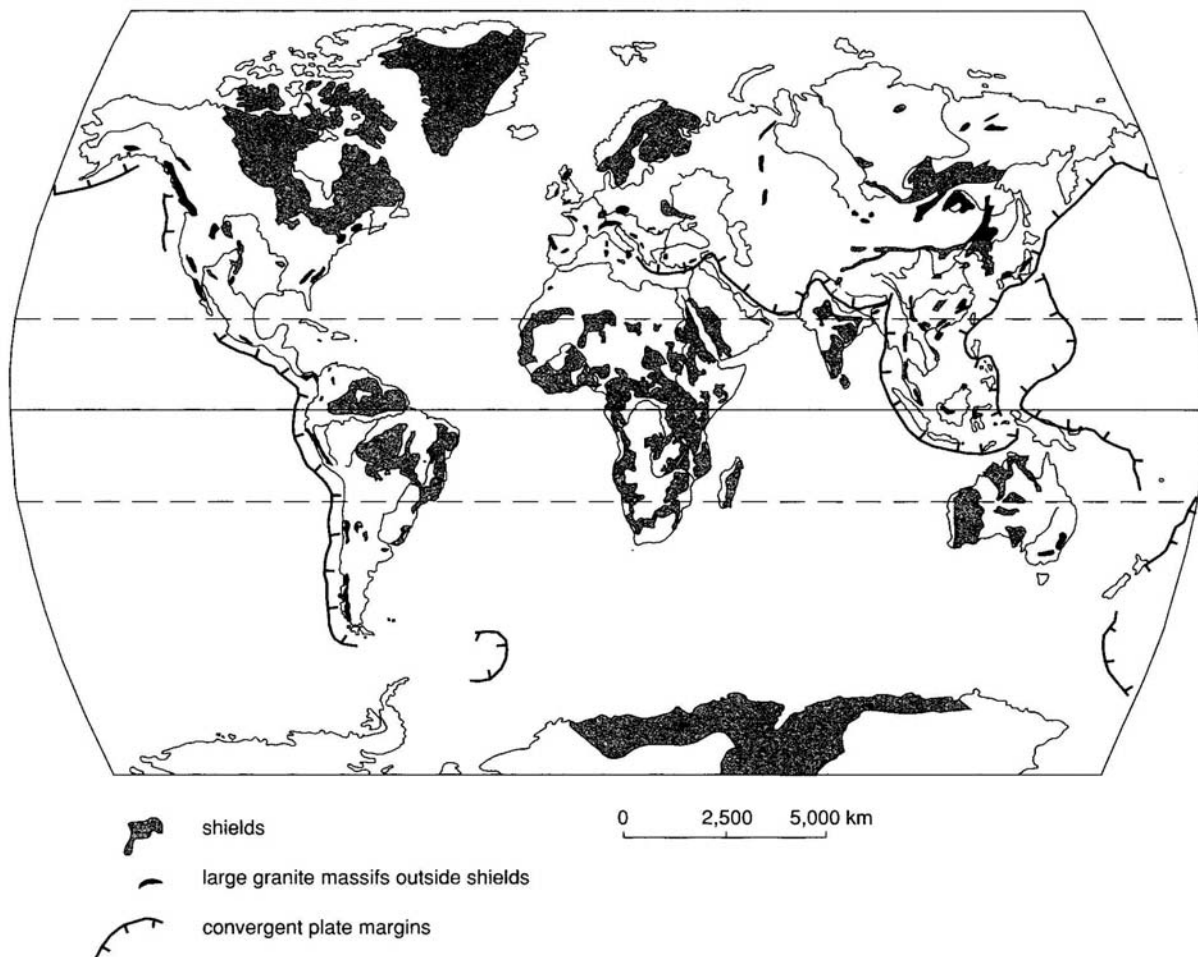 shields
0 2,500 5,000 km
large granite massifs outside shields
convergent plate margins